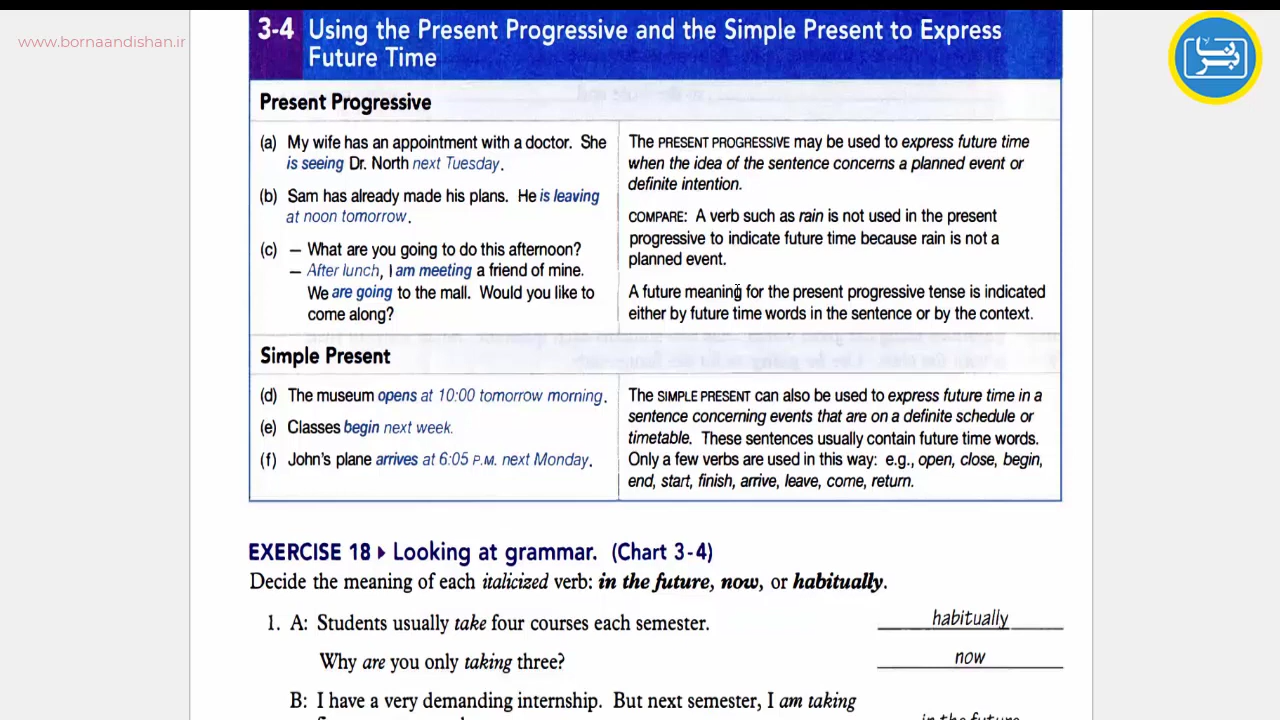 www.bornaandishan.ir
برنا
3-4 Using the Present Progressive and the Simple Present to Express
Future Time
Present Progressive
(a) My wife has an appointment with a doctor. She
is seeing Dr. North next Tuesday.
(b) Sam has already made his plans. He is leaving
at noon tomorrow.
(c) – What are you going to do this afternoon?
– After lunch, I am meeting a friend of mine.
We are going to the mall. Would you like to
come along?
The PRESENT PROGRESSIVE may be used to express future time
when the idea of the sentence concerns a planned event or
definite intention.
COMPARE: A verb such as rain is not used in the present
progressive to indicate future time because rain is not a
planned event.
A future meaning for the present progressive tense is indicated
either by future time words in the sentence or by the context.
Simple Present
(d) The museum opens at 10:00 tomorrow morning.
(e) Classes begin next week.
(f) John's plane arrives at 6:05 P.M. next Monday.
The SIMPLE PRESENT can also be used to express future time in a
sentence concerning events that are on a definite schedule or
timetable. These sentences usually contain future time words.
Only a few verbs are used in this way: e.g., open, close, begin,
end, start, finish, arrive, leave, come, return.
EXERCISE 18 ▸ Looking at grammar. (Chart 3-4)
Decide the meaning of each italicized verb: in the future, now, or habitually.
1. A: Students usually take four courses each semester. habitually
Why are you only taking three? now
B: I have a very demanding internship. But next semester, I am taking
in the future